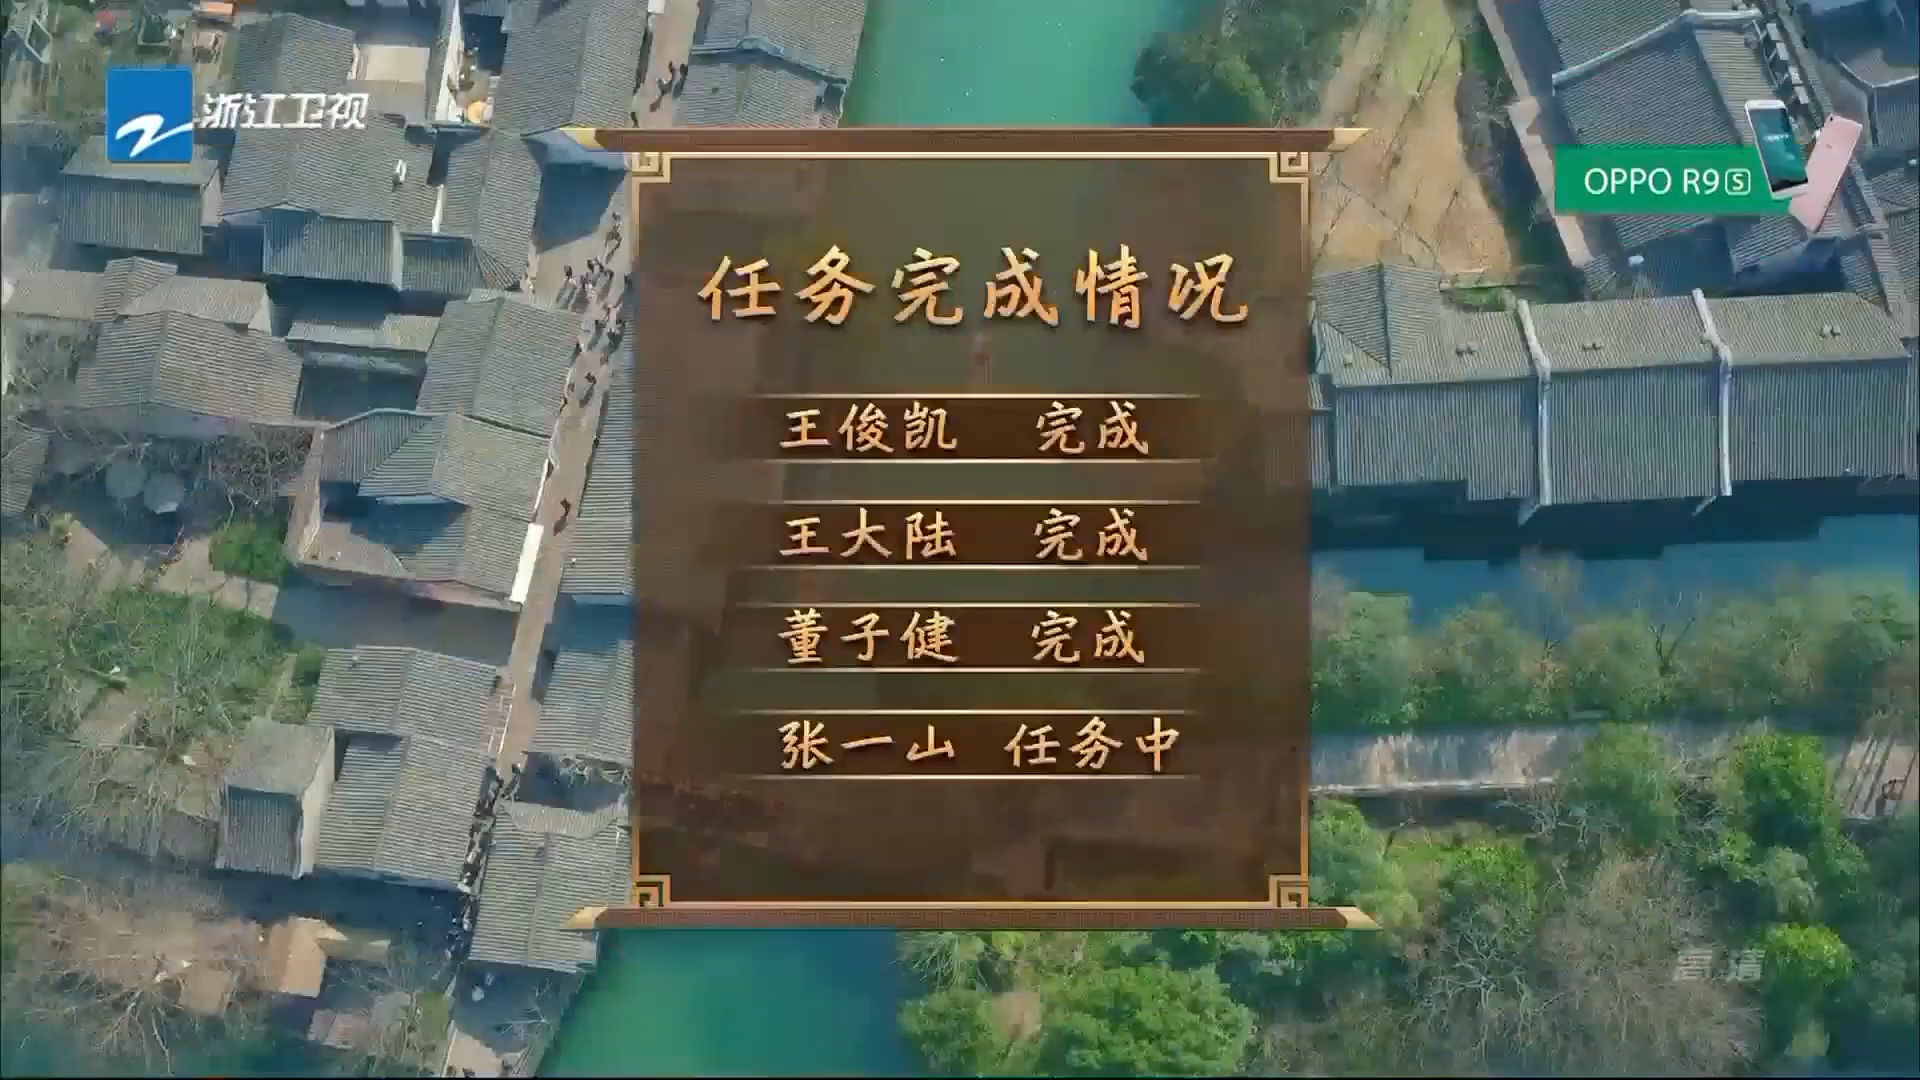 浙江卫视
OPPO R9s
任务完成情况
王俊凯 完成
王大陆 完成
董子健 完成
张一山 任务中
高清